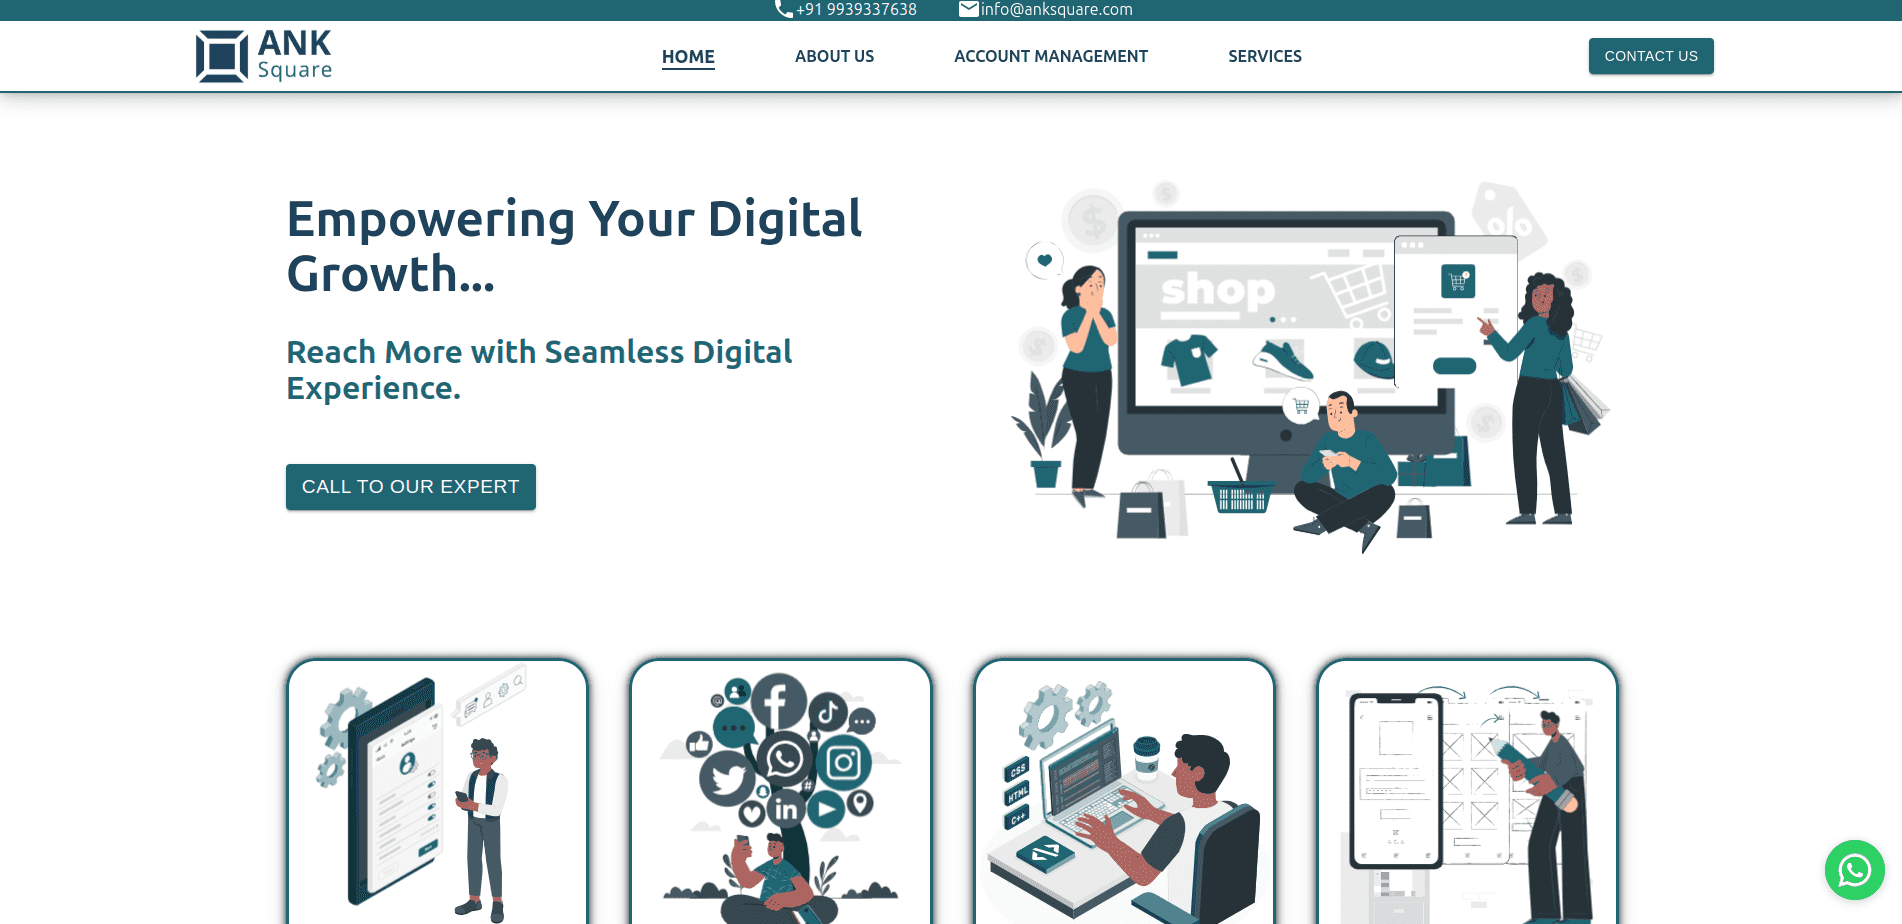 +91 9939337638 info@anksquare.com
ANK
Square
HOME ABOUT US ACCOUNT MANAGEMENT SERVICES CONTACT US
Empowering Your Digital
Growth...
Reach More with Seamless Digital
Experience.
CALL TO OUR EXPERT
shop
%
CSS
HTML
C++